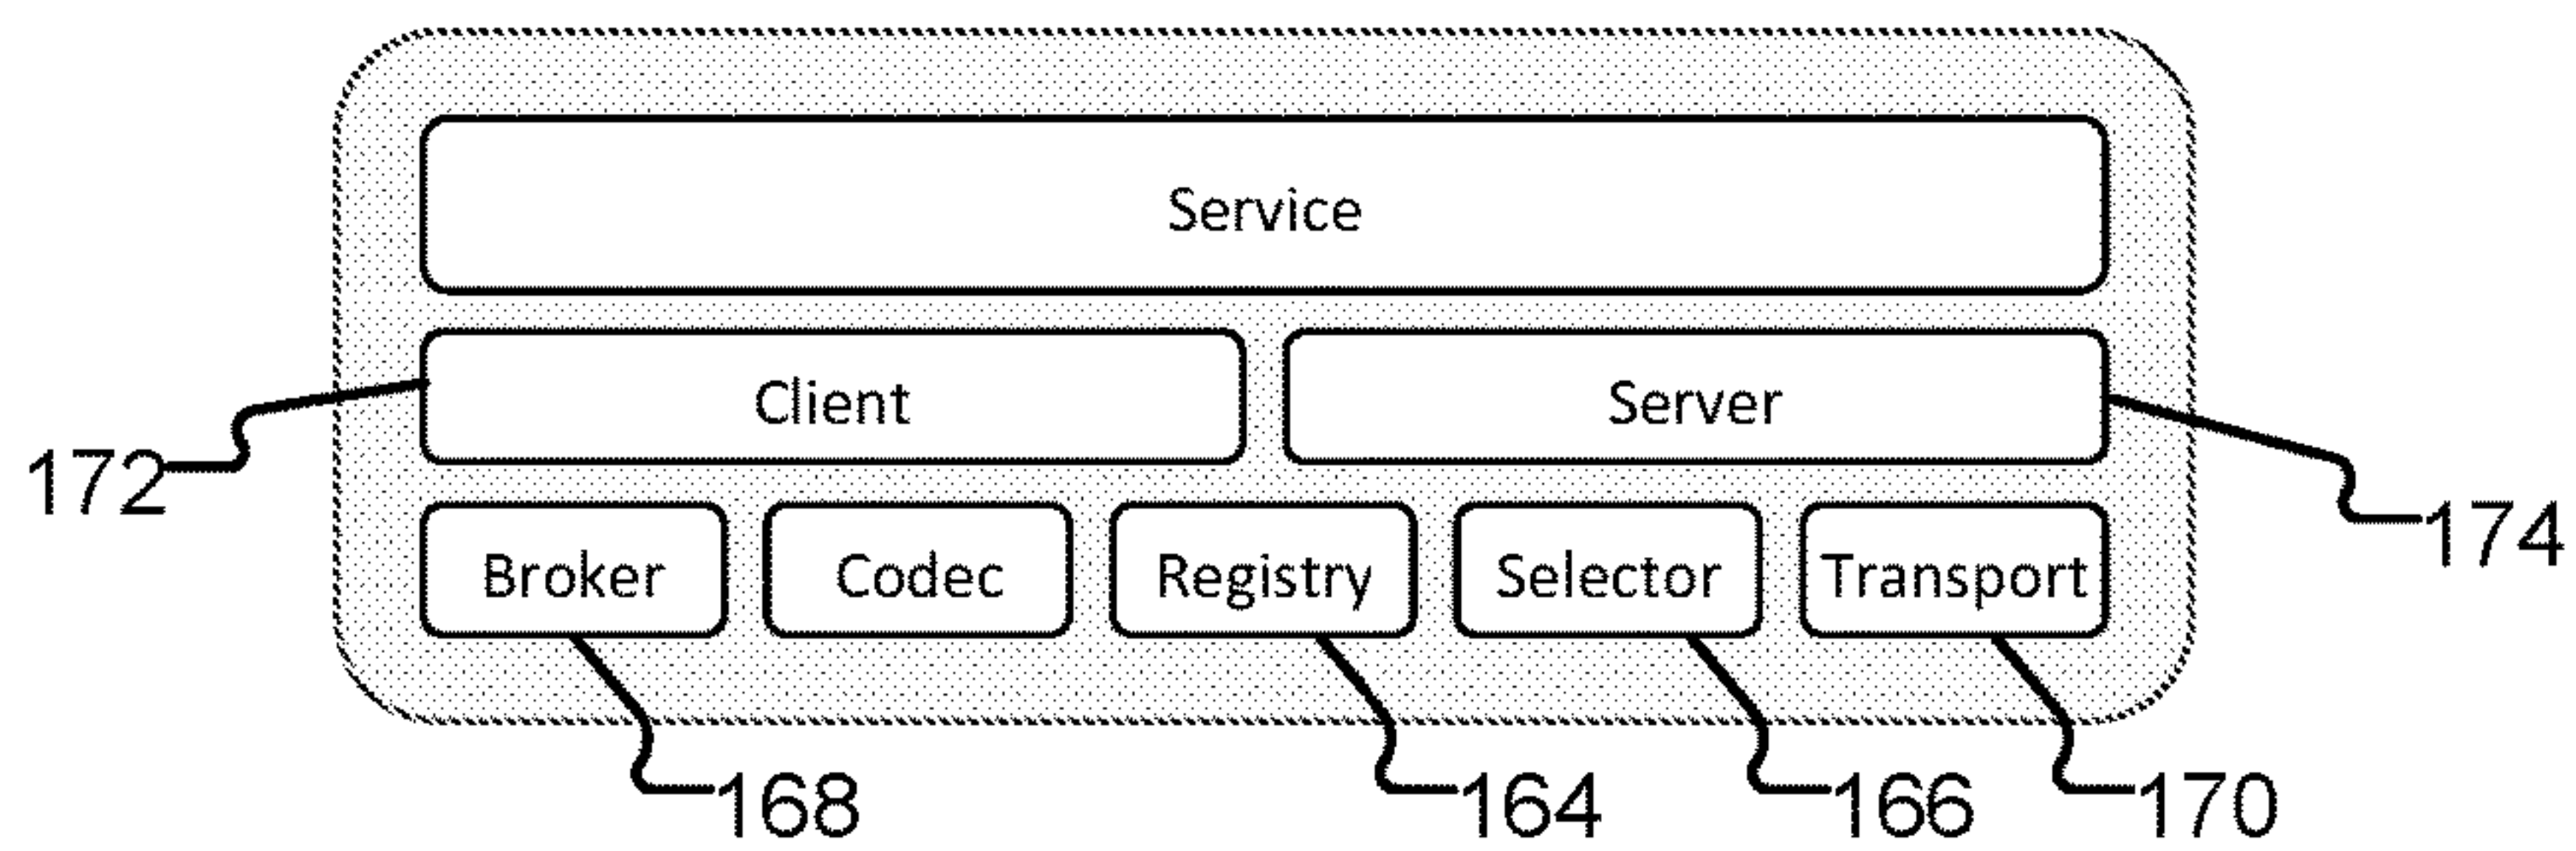 Service
Client
Server
172
174
Broker
Codec
Registry
Selector
Transport
168
164
166
170